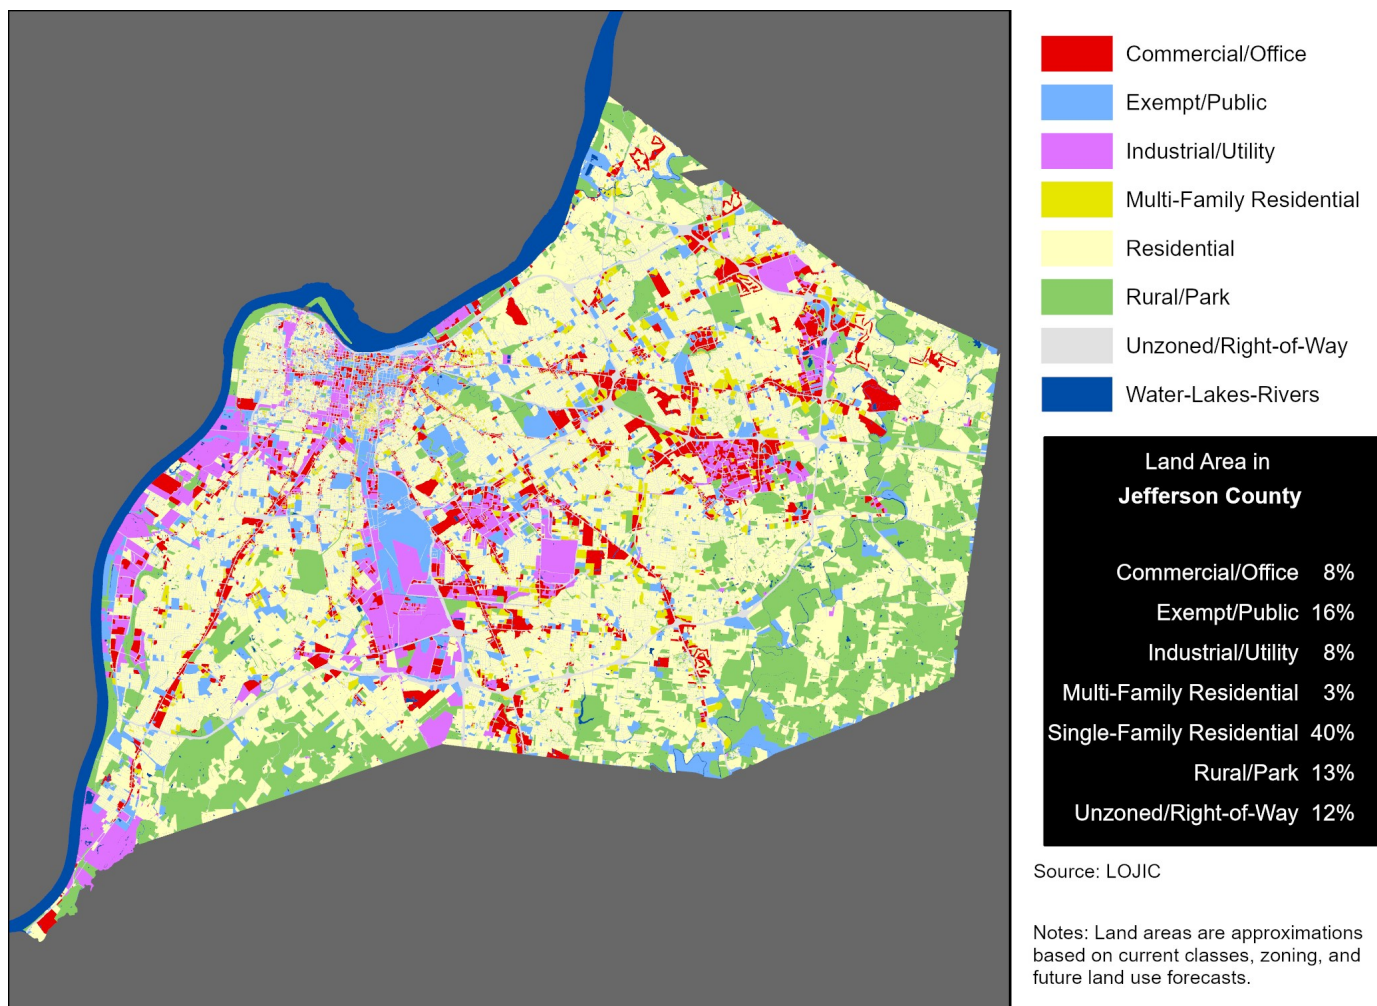 Commercial/Office
Exempt/Public
Industrial/Utility
Multi-Family Residential
Residential
Rural/Park
Unzoned/Right-of-Way
Water-Lakes-Rivers
Land Area in
Jefferson County
Commercial/Office 8%
Exempt/Public 16%
Industrial/Utility 8%
Multi-Family Residential 3%
Single-Family Residential 40%
Rural/Park 13%
Unzoned/Right-of-Way 12%
Source: LOJIC
Notes: Land areas are approximations
based on current classes, zoning, and
future land use forecasts.